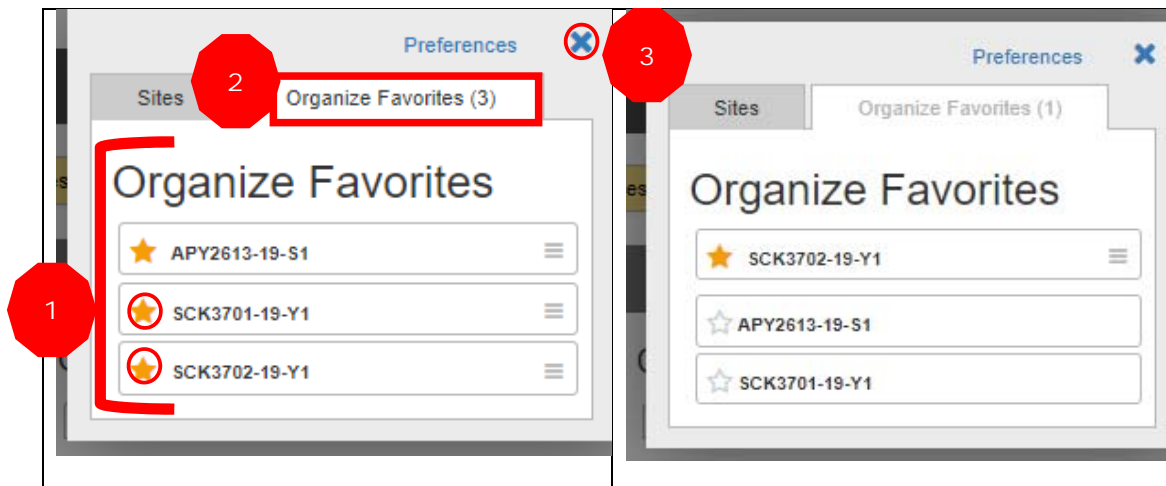 Preferences
2
Sites
Organize Favorites (3)
Organize Favorites
APY2613-19-S1
1
SCK3701-19-Y1
SCK3702-19-Y1
3
Preferences
Sites
Organize Favorites (1)
es
Organize Favorites
SCK3702-19-Y1
APY2613-19-S1
SCK3701-19-Y1